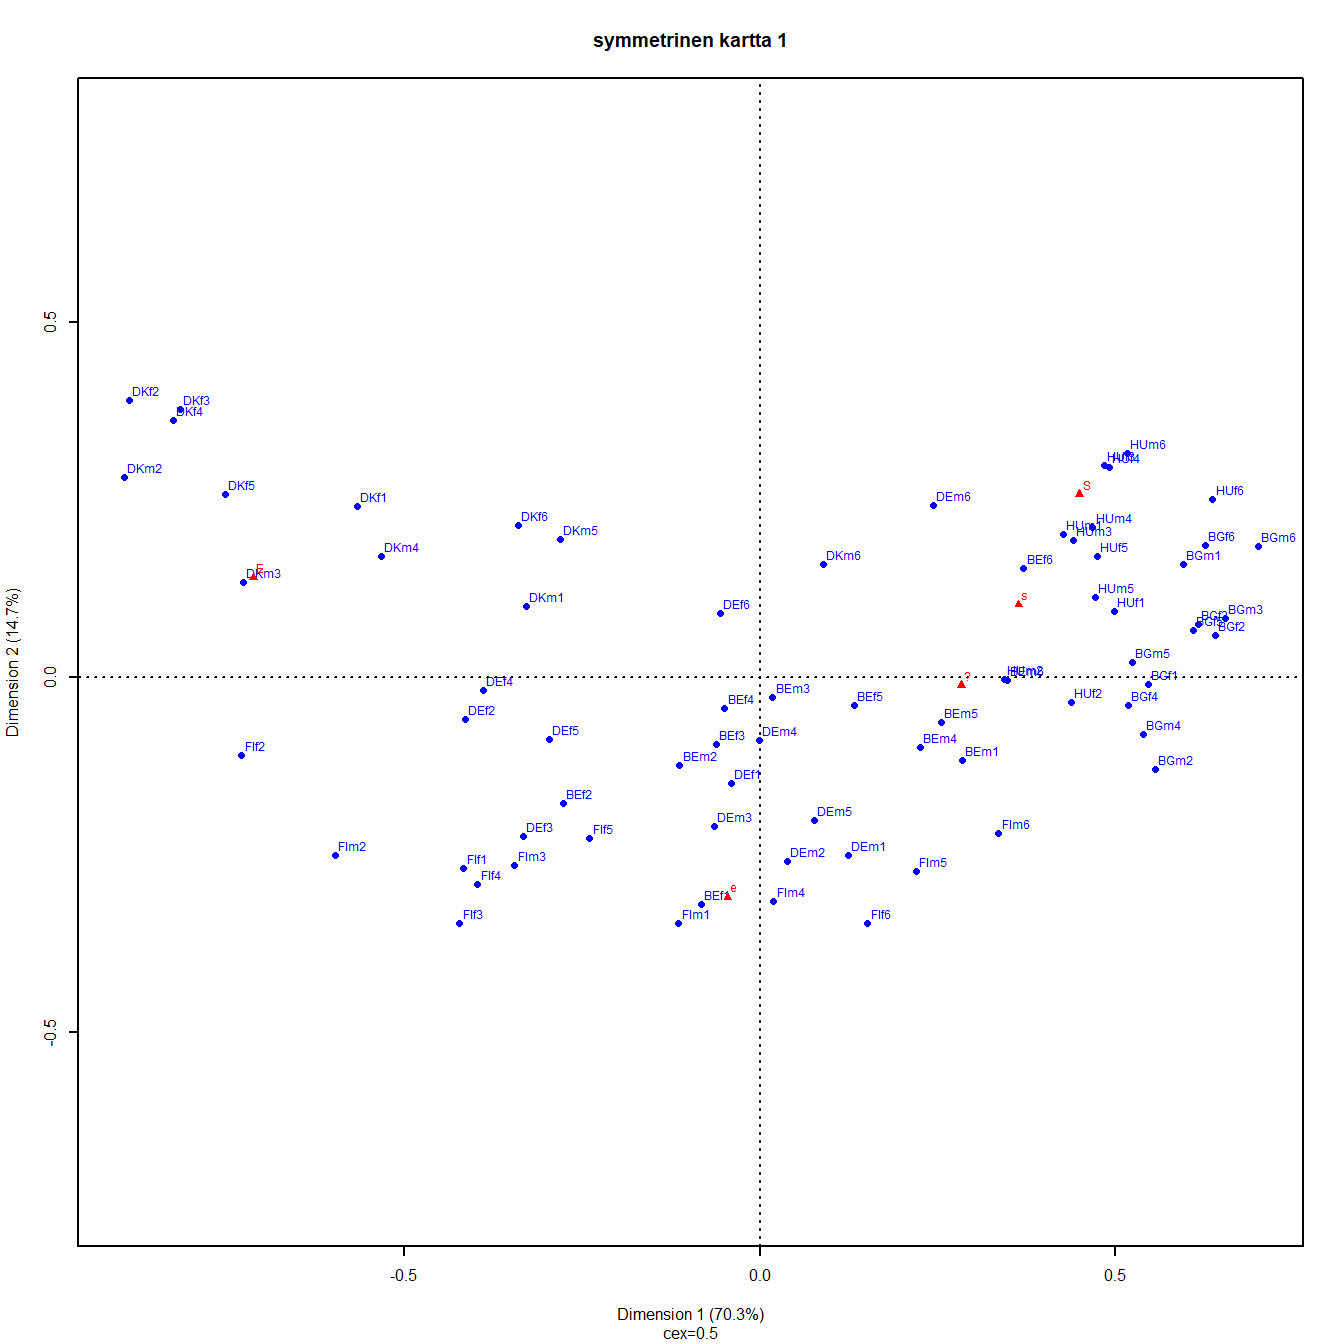 symmetrinen kartta 1
0.5
DKf2
DKf3
DKf4
HUm6
HUf4
DKm2
DKf5
S
HUf6
DKf1
DEm6
DKf6
HUm4
DKm5
HUm1
HUm3
BGf6
BGm6
DKm4
HUf5
DKm6
BEf6
BGm1
E
DKm3
HUm5
s
DKm1
HUf1
DEf6
BGm3
BGf2
BGm5
0.0
HUm2
?
BGf1
DEf4
BEm3
HUf2
BEf4
BEf5
BGf4
DEf2
BEm5
DEf5
BEf3
DEm4
BEm4
BGm4
FIf2
BEm2
BEm1
BGm2
DEf1
BEf2
DEm3
DEm5
DEf3
FIf5
FIm6
FIm2
DEm2
DEm1
FIf1
FIm3
FIm5
FIf4
e
BEf1
FIm4
FIf3
FIm1
FIf6
-0.5
Dimension 2 (14.7%)
-0.5
0.0
0.5
Dimension 1 (70.3%)
cex=0.5